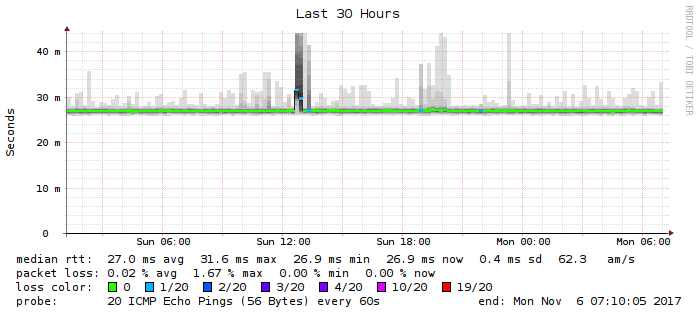 Last 30 Hours
RRDTOOL / TOBI OETIKER
Seconds
40 m
30 m
20 m
10 m
0
Sun 06:00 Sun 12:00 Sun 18:00 Mon 00:00 Mon 06:00
median rtt: 27.0 ms avg 31.6 ms max 26.9 ms min 26.9 ms now 0.4 ms sd 62.3 am/s
packet loss: 0.02 % avg 1.67 % max 0.00 % min 0.00 % now
loss color: 0 1/20 2/20 3/20 4/20 10/20 19/20
probe: 20 ICMP Echo Pings (56 Bytes) every 60s end: Mon Nov 6 07:10:05 2017